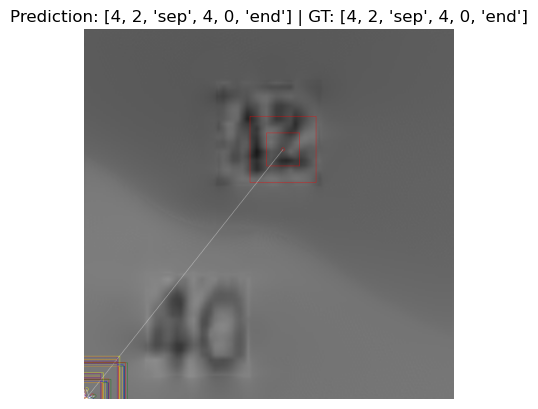 Prediction: [4, 2, 'sep', 4, 0, 'end'] | GT: [4, 2, 'sep', 4, 0, 'end']
42
40